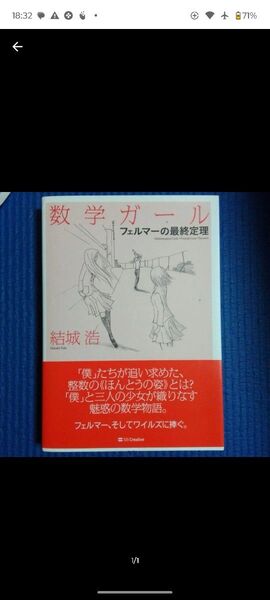 18:32
71%
数学ガール
フェルマーの最終定理
結城 浩
「僕」たちが追い求めた、
整数の《ほんとうの姿》とは?
「僕」と三人の少女が織りなす
魅惑の数学物語。
フェルマー、そしてワイルズに捧ぐ。
SB Creative
1/1